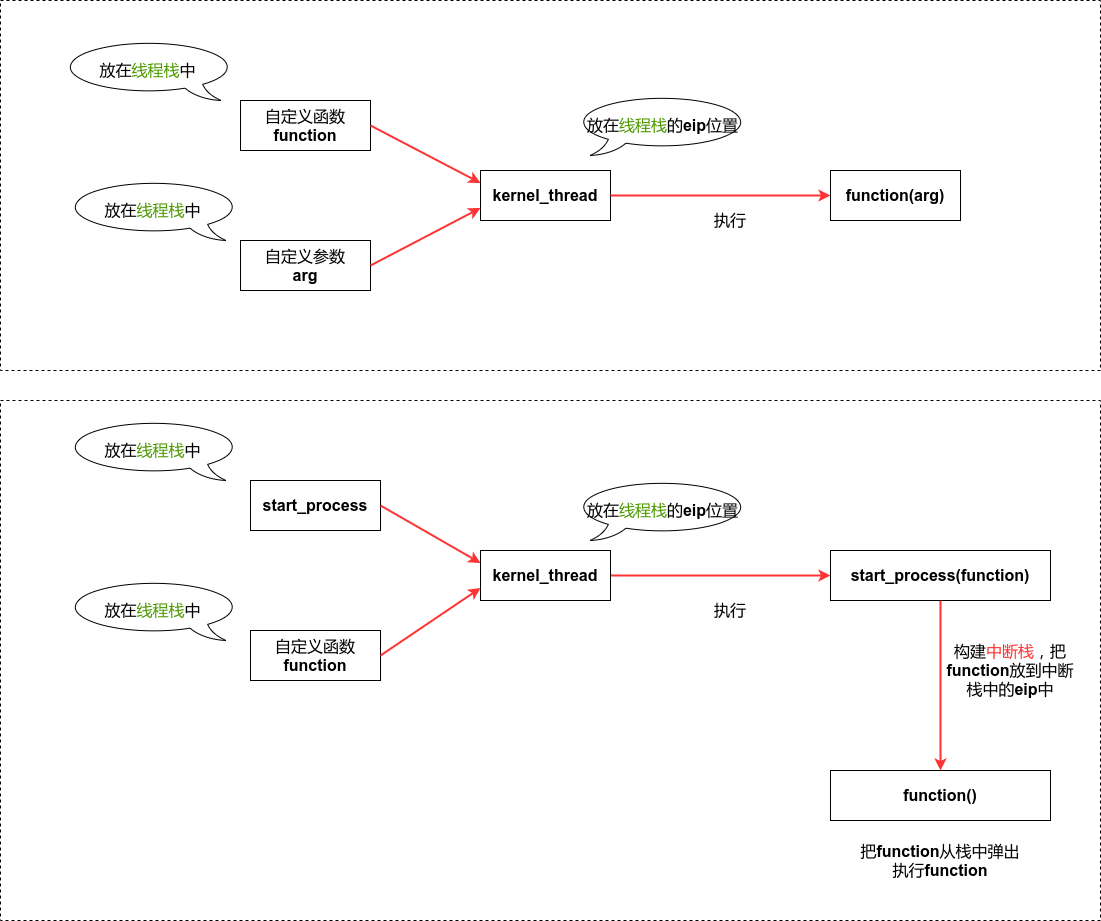 放在线程栈中
自定义函数
function
放在线程栈的eip位置
kernel_thread
function(arg)
执行
放在线程栈中
自定义参数
arg
放在线程栈中
start_process
放在线程栈的eip位置
kernel_thread
start_process(function)
执行
放在线程栈中
自定义函数
function
构建中断栈，把
function放到中断
栈中的eip中
function()
把function从栈中弹出
执行function